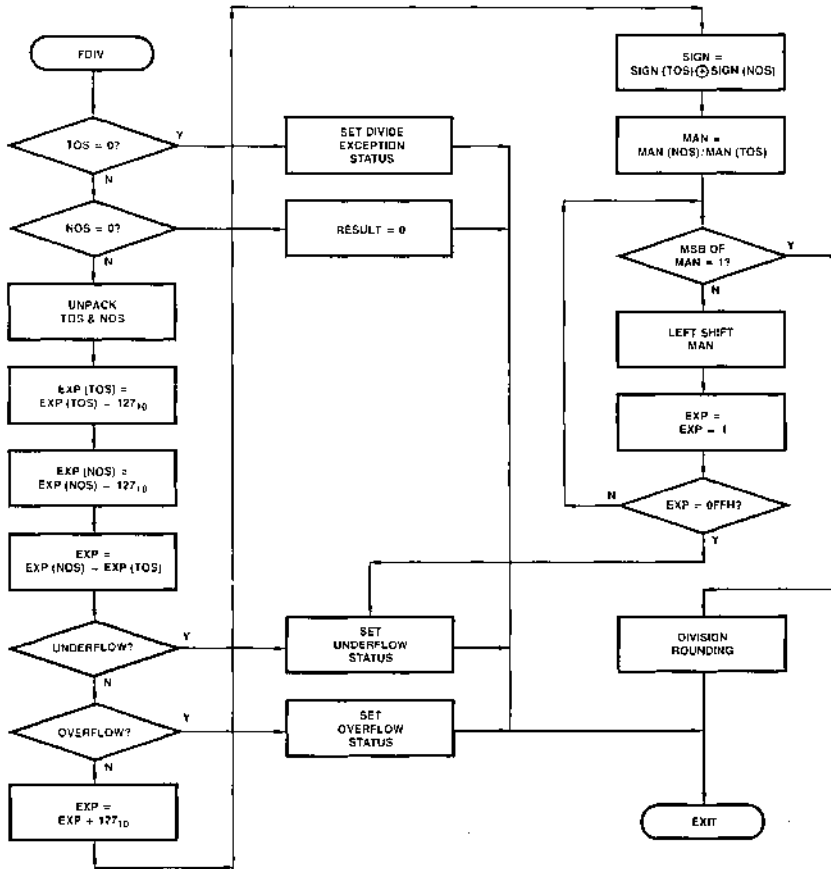 FDIV
TOS = 0?
Y
N
SET DIVIDE
EXCEPTION
STATUS
NOS = 0?
N
RESULT = 0
UNPACK
TOS & NOS
EXP (TOS) =
EXP (TOS) - 127₁₀
EXP (NOS) =
EXP (NOS) - 127₁₀
EXP =
EXP (NOS) - EXP (TOS)
UNDERFLOW?
Y
N
SET
UNDERFLOW
STATUS
OVERFLOW?
Y
N
SET
OVERFLOW
STATUS
EXP =
EXP + 127₁₀
SIGN =
SIGN (TOS) ⊕ SIGN (NOS)
MAN =
MAN (NOS)/MAN (TOS)
MSB OF
MAN = 1?
Y
N
LEFT SHIFT
MAN
EXP =
EXP - 1
EXP = 0FFH?
N
Y
DIVISION
ROUNDING
EXIT